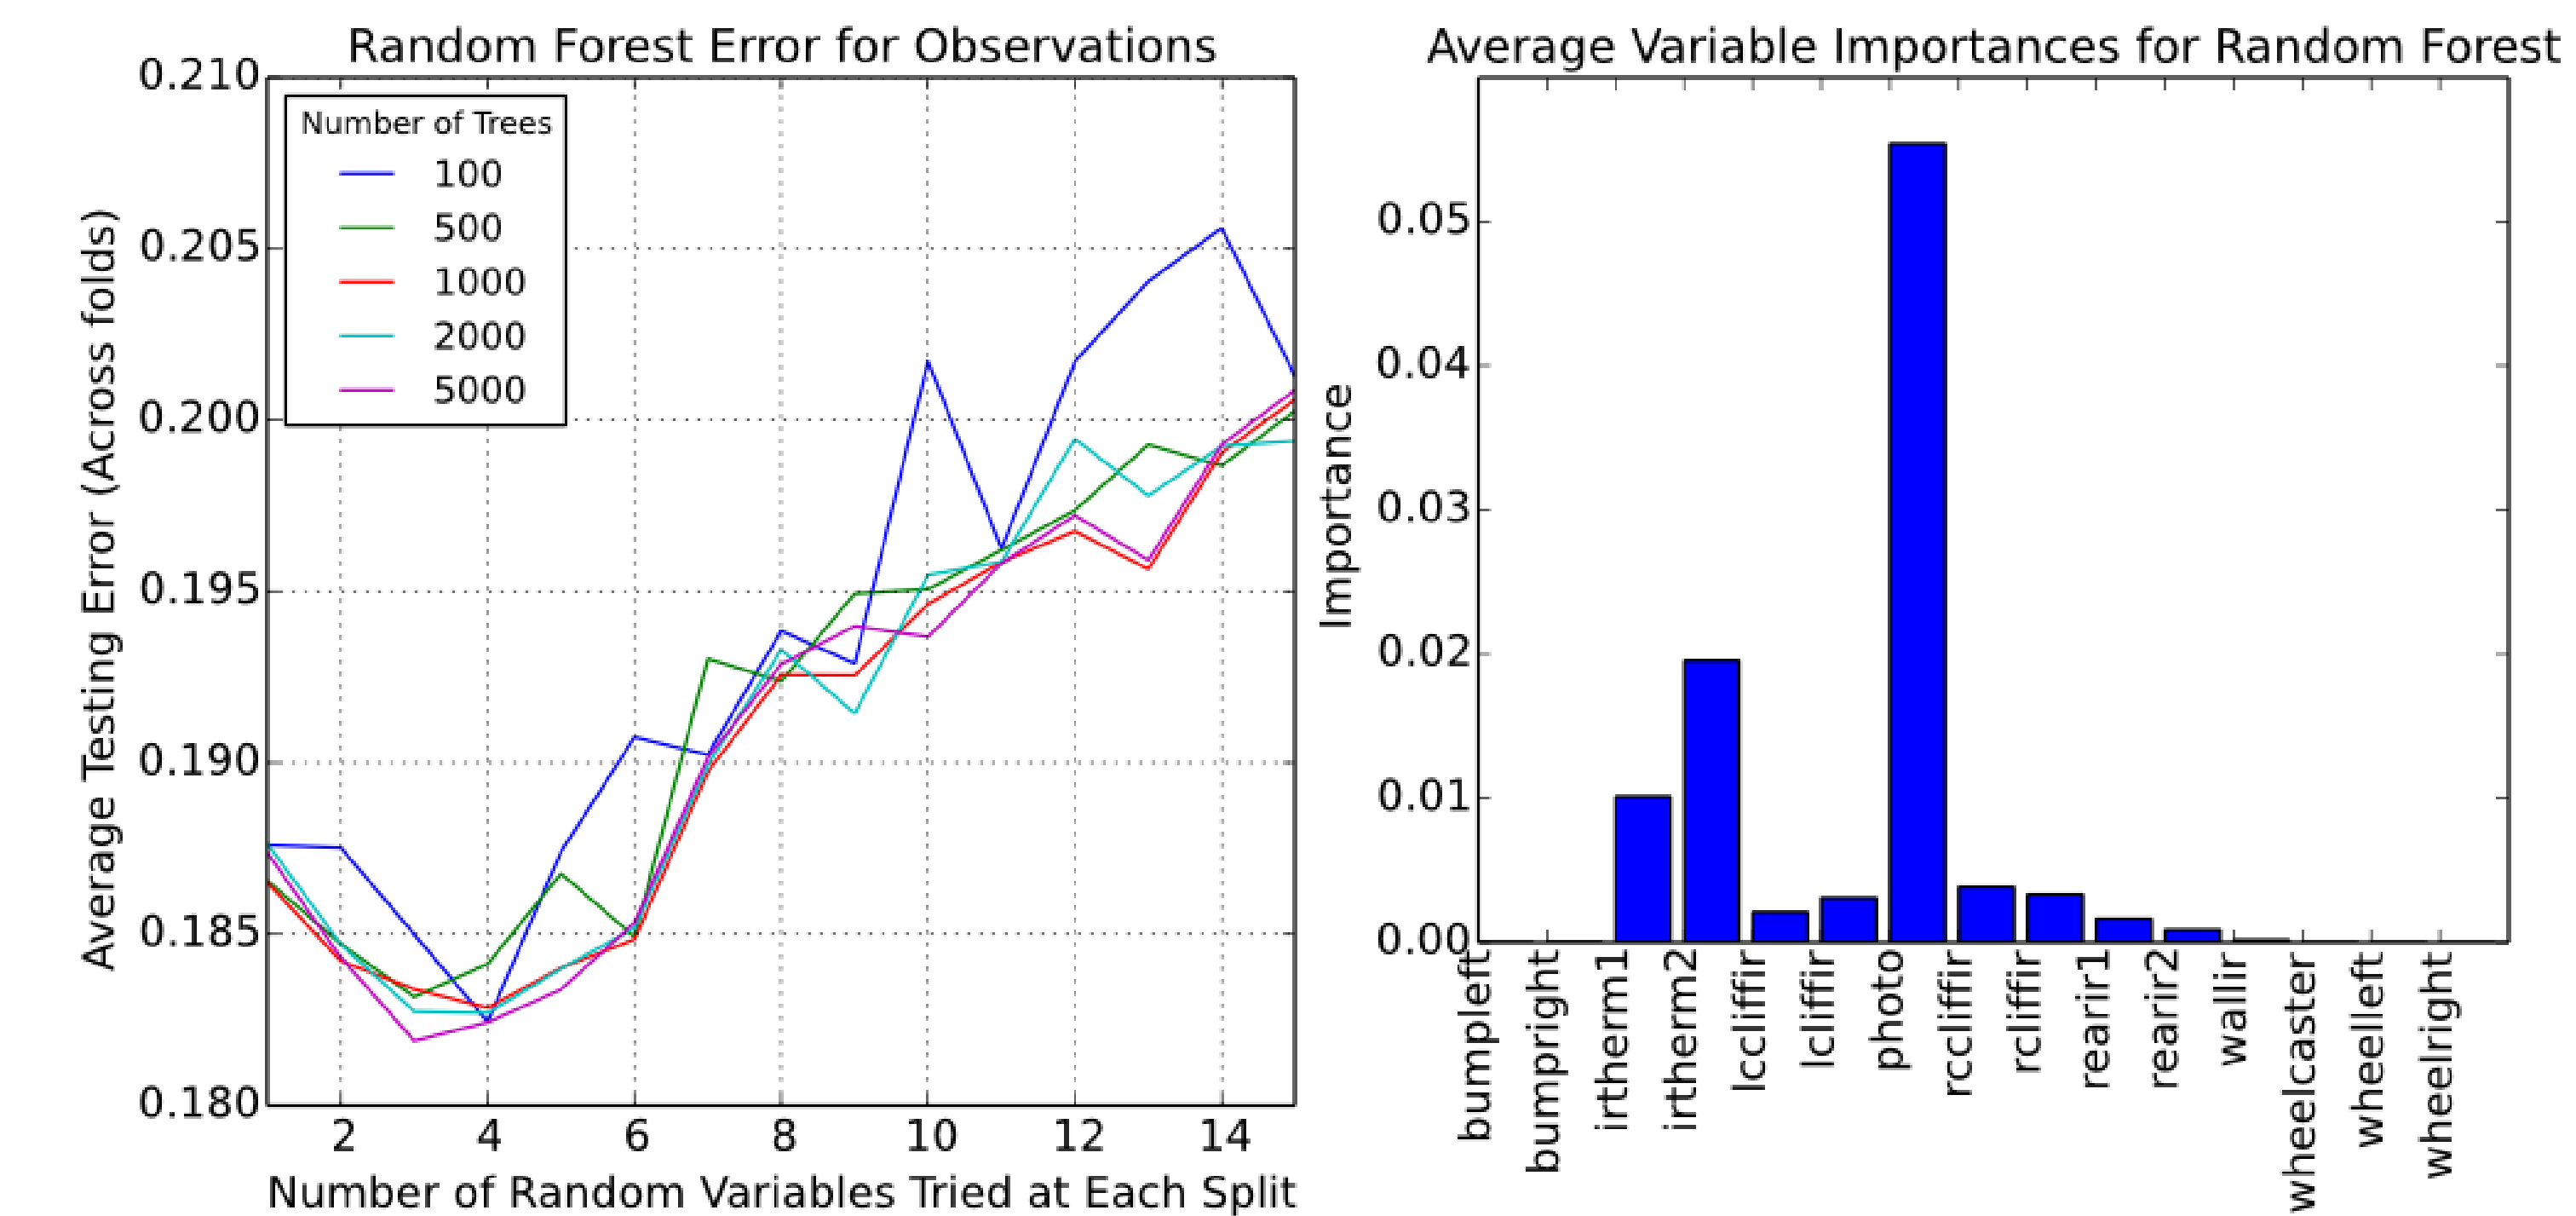 Random Forest Error for Observations
Number of Trees
100
500
1000
2000
5000
0.210
0.205
0.200
0.195
0.190
0.185
0.180
Average Testing Error (Across folds)
2 4 6 8 10 12 14
Number of Random Variables Tried at Each Split
Average Variable Importances for Random Forest
0.05
0.04
0.03
0.02
0.01
0.00
Importance
bumpleft
bumpright
irtherm1
irtherm2
lccliffir
lcliffir
photo
rccliffir
rcliffir
rearir1
rearir2
wallir
wheelcaster
wheelleft
wheelright